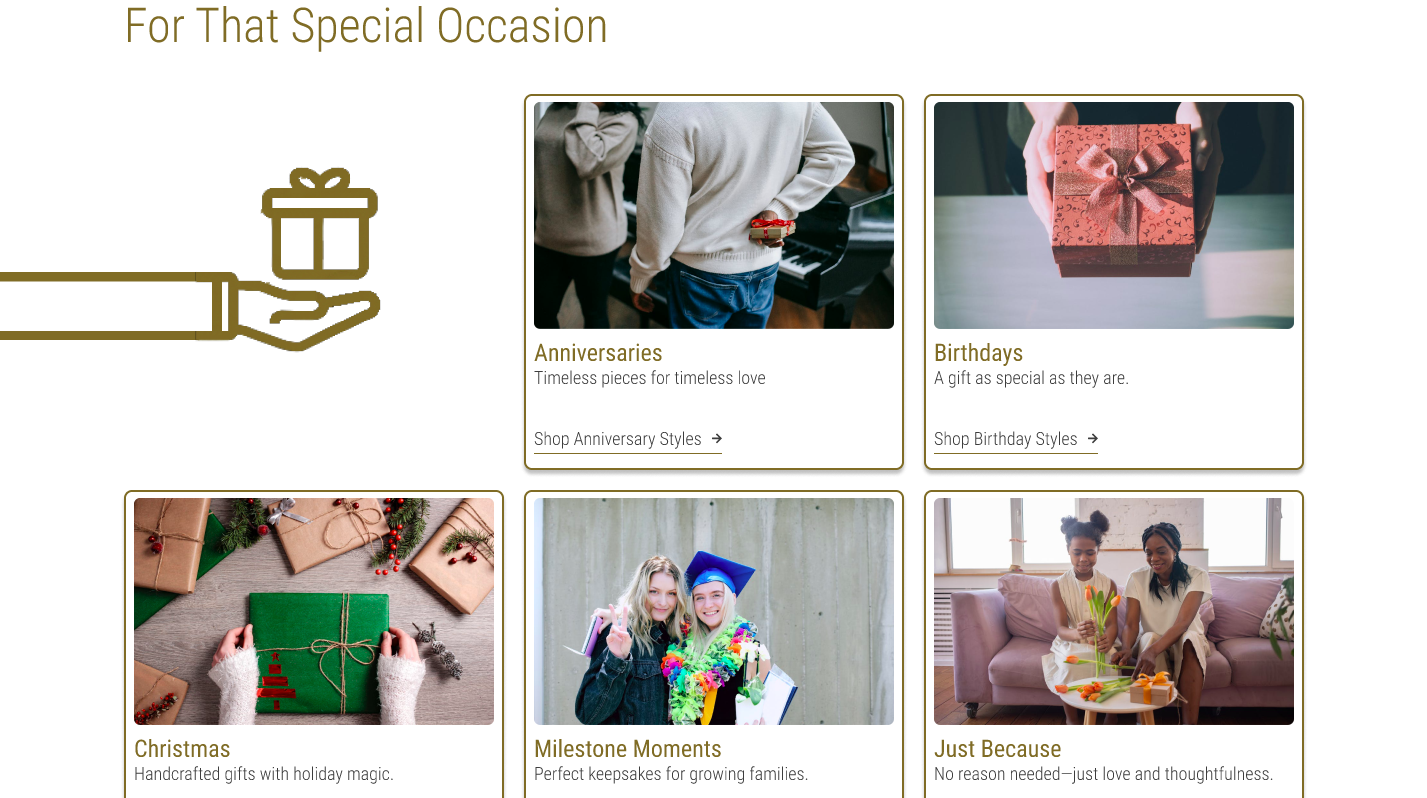 For That Special Occasion
Anniversaries
Timeless pieces for timeless love
Shop Anniversary Styles
Birthdays
A gift as special as they are.
Shop Birthday Styles
Christmas
Handcrafted gifts with holiday magic.
Milestone Moments
Perfect keepsakes for growing families.
Just Because
No reason needed—just love and thoughtfulness.